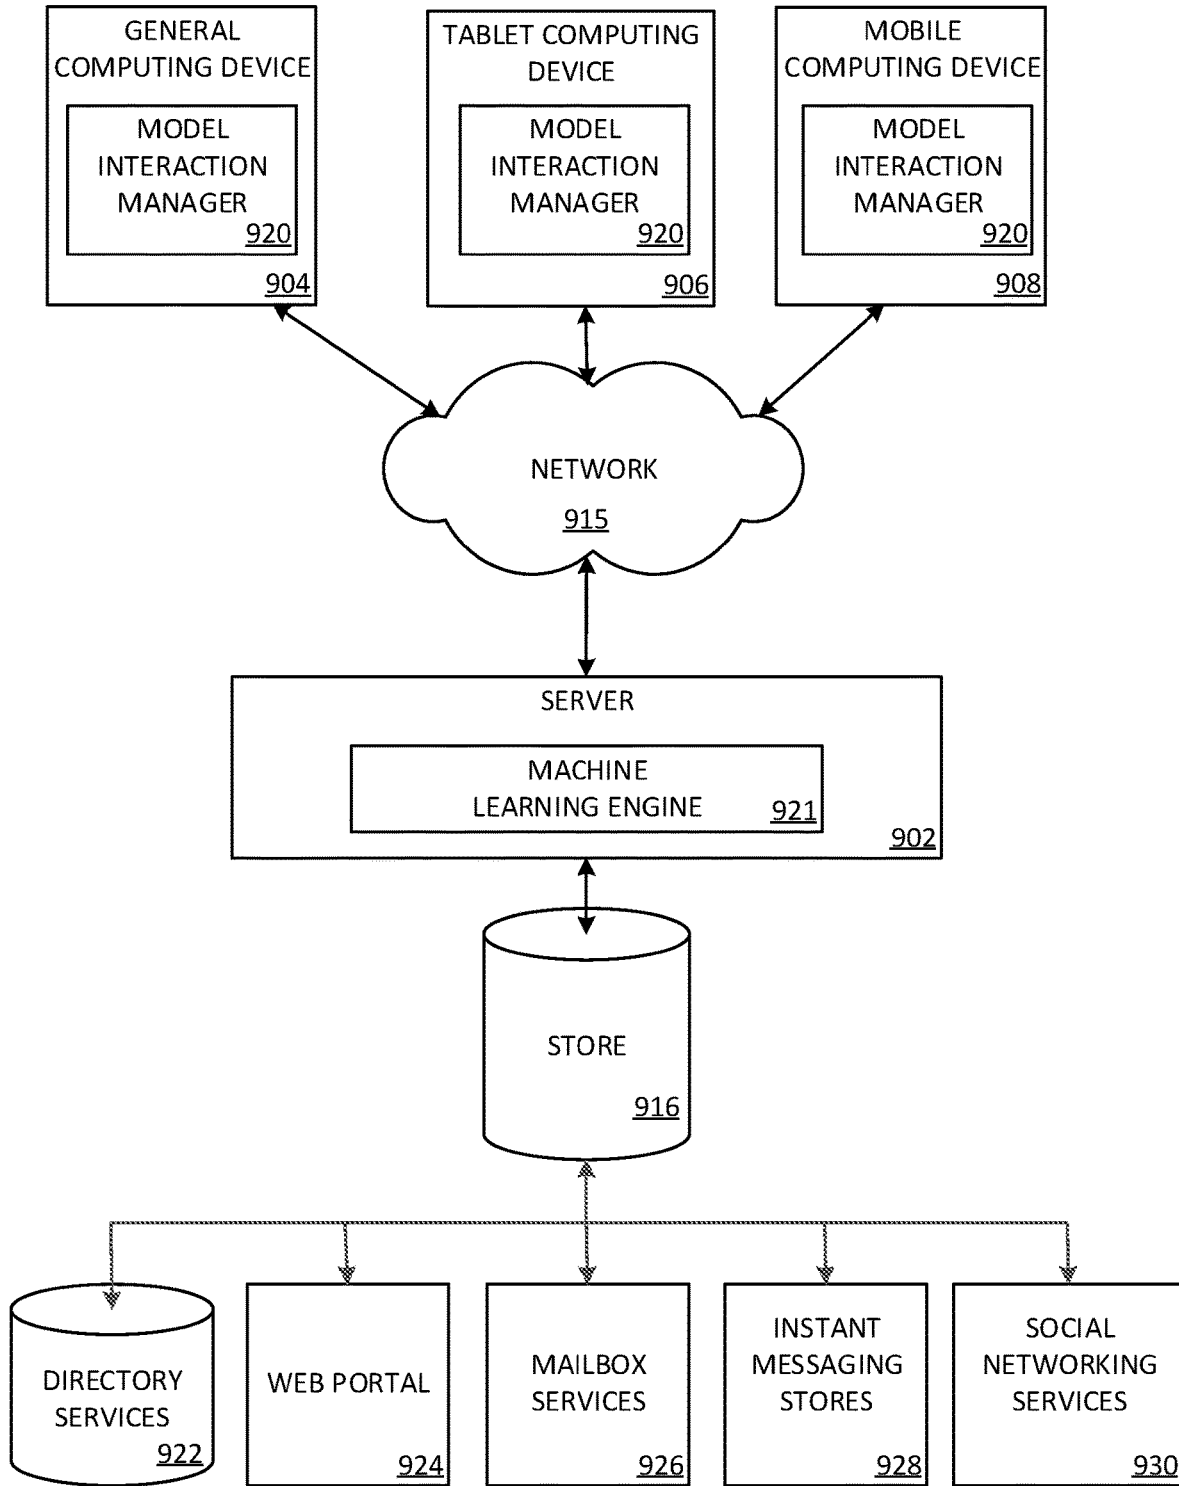 GENERAL
COMPUTING DEVICE
MODEL
INTERACTION
MANAGER
920
904
TABLET COMPUTING
DEVICE
MODEL
INTERACTION
MANAGER
920
906
MOBILE
COMPUTING DEVICE
MODEL
INTERACTION
MANAGER
920
908
NETWORK
915
SERVER
MACHINE
LEARNING ENGINE
921
902
STORE
916
DIRECTORY
SERVICES
922
WEB PORTAL
924
MAILBOX
SERVICES
926
INSTANT
MESSAGING
STORES
928
SOCIAL
NETWORKING
SERVICES
930